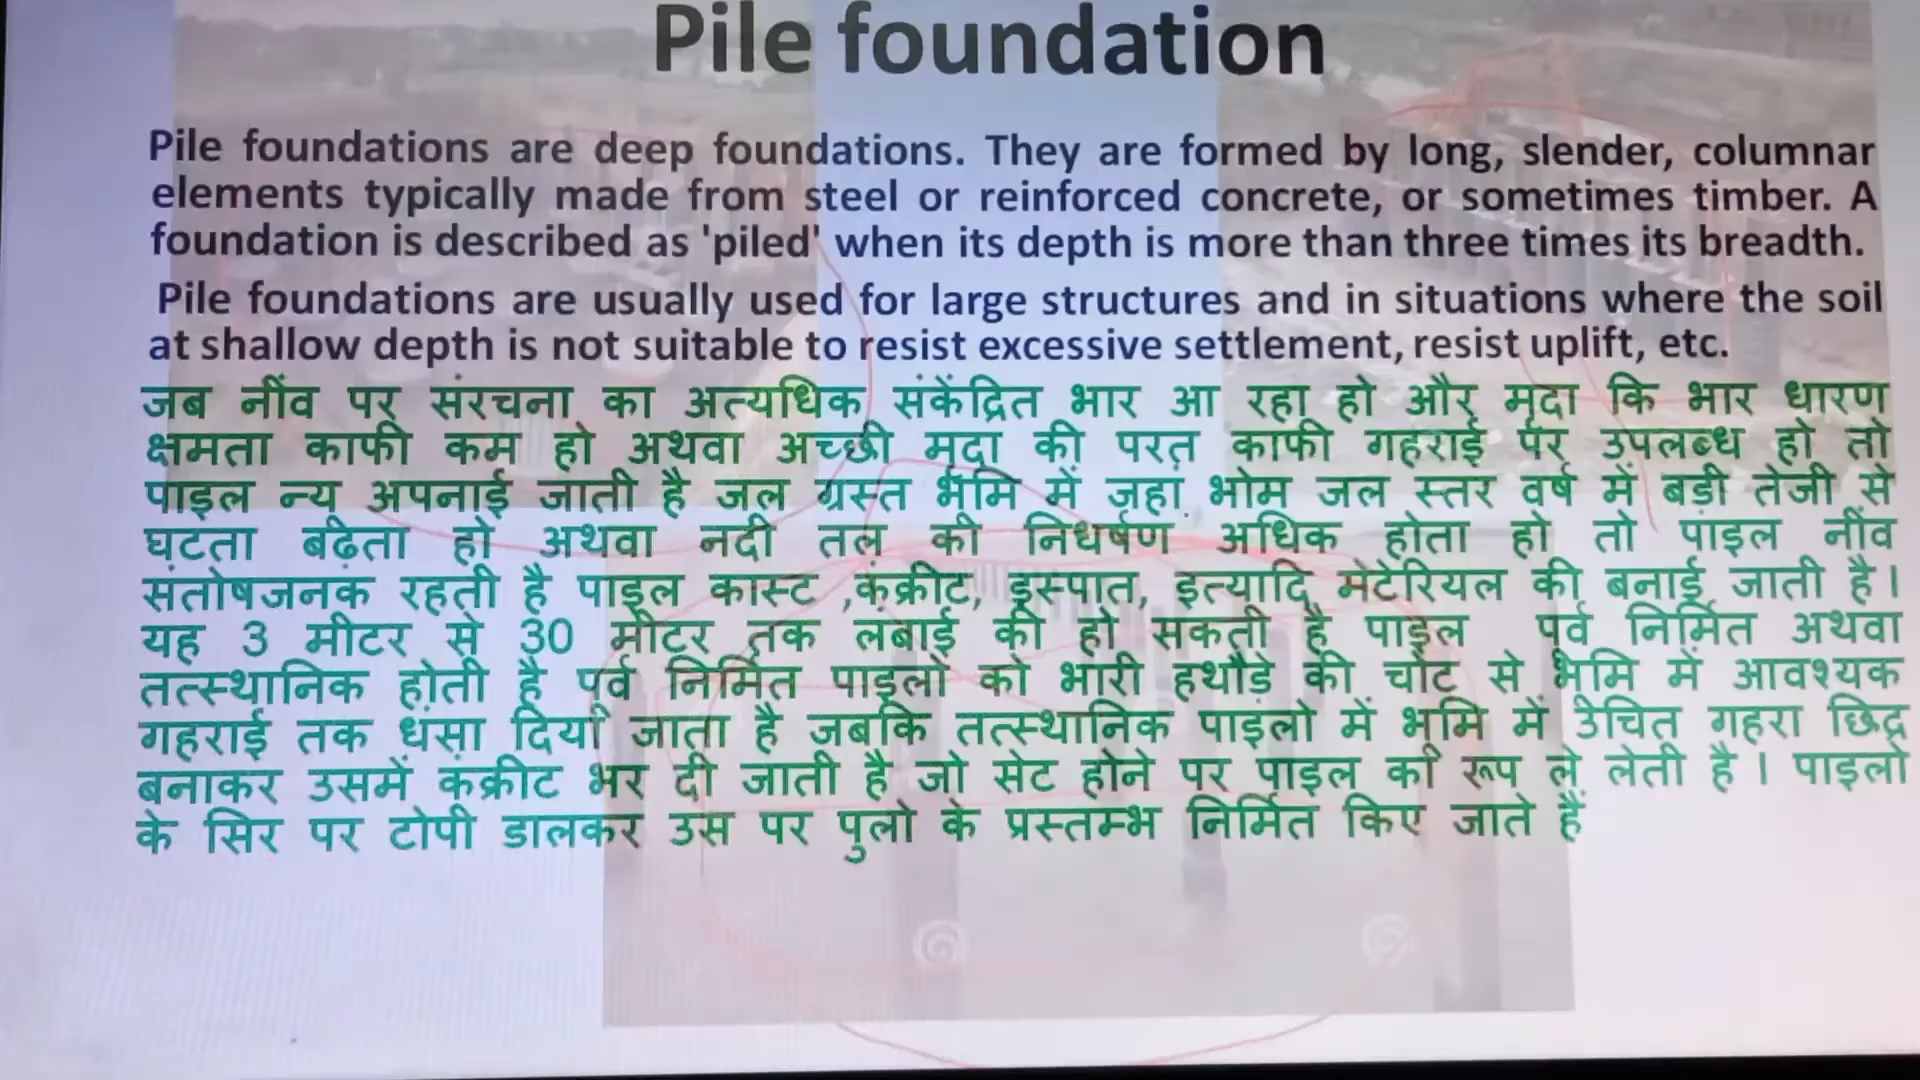 Pile foundation
Pile foundations are deep foundations. They are formed by long, slender, columnar
elements typically made from steel or reinforced concrete, or sometimes timber. A
foundation is described as 'piled' when its depth is more than three times its breadth.
Pile foundations are usually used for large structures and in situations where the soil
at shallow depth is not suitable to resist excessive settlement, resist uplift, etc.
जब नींव पर संरचना का अत्यधिक संकेंद्रित भार आ रहा हो और मृदा कि भार धारण
क्षमता काफी कम हो अथवा अच्छी मृदा की परत काफी गहराई पर उपलब्ध हो तो
पाइल न्य अपनाई जाती है जल ग्रस्त भूमि में जहां भोम जल स्तर वर्ष में बड़ी तेजी से
घटता बढ़ता हो अथवा नदी तल की निधर्षण अधिक होता हो तो पाइल नींव
संतोषजनक रहती है पाइल कास्ट ,कंक्रीट, इस्पात, इत्यादि मेटेरियल की बनाई जाती है।
यह 3 मीटर से 30 मीटर तक लंबाई की हो सकती है पाइल पूर्व निर्मित अथवा
तत्स्थानिक होती है पूर्व निर्मित पाइलो को भारी हथौड़े की चोट से भूमि में आवश्यक
गहराई तक धंसा दिया जाता है जबकि तत्स्थानिक पाइलो में भूमि में उचित गहरा छिद्र
बनाकर उसमें कंक्रीट भर दी जाती है जो सेट होने पर पाइल का रूप ले लेती है । पाइलो
के सिर पर टोपी डालकर उस पर पुलो के प्रस्तम्भ निर्मित किए जाते हैं